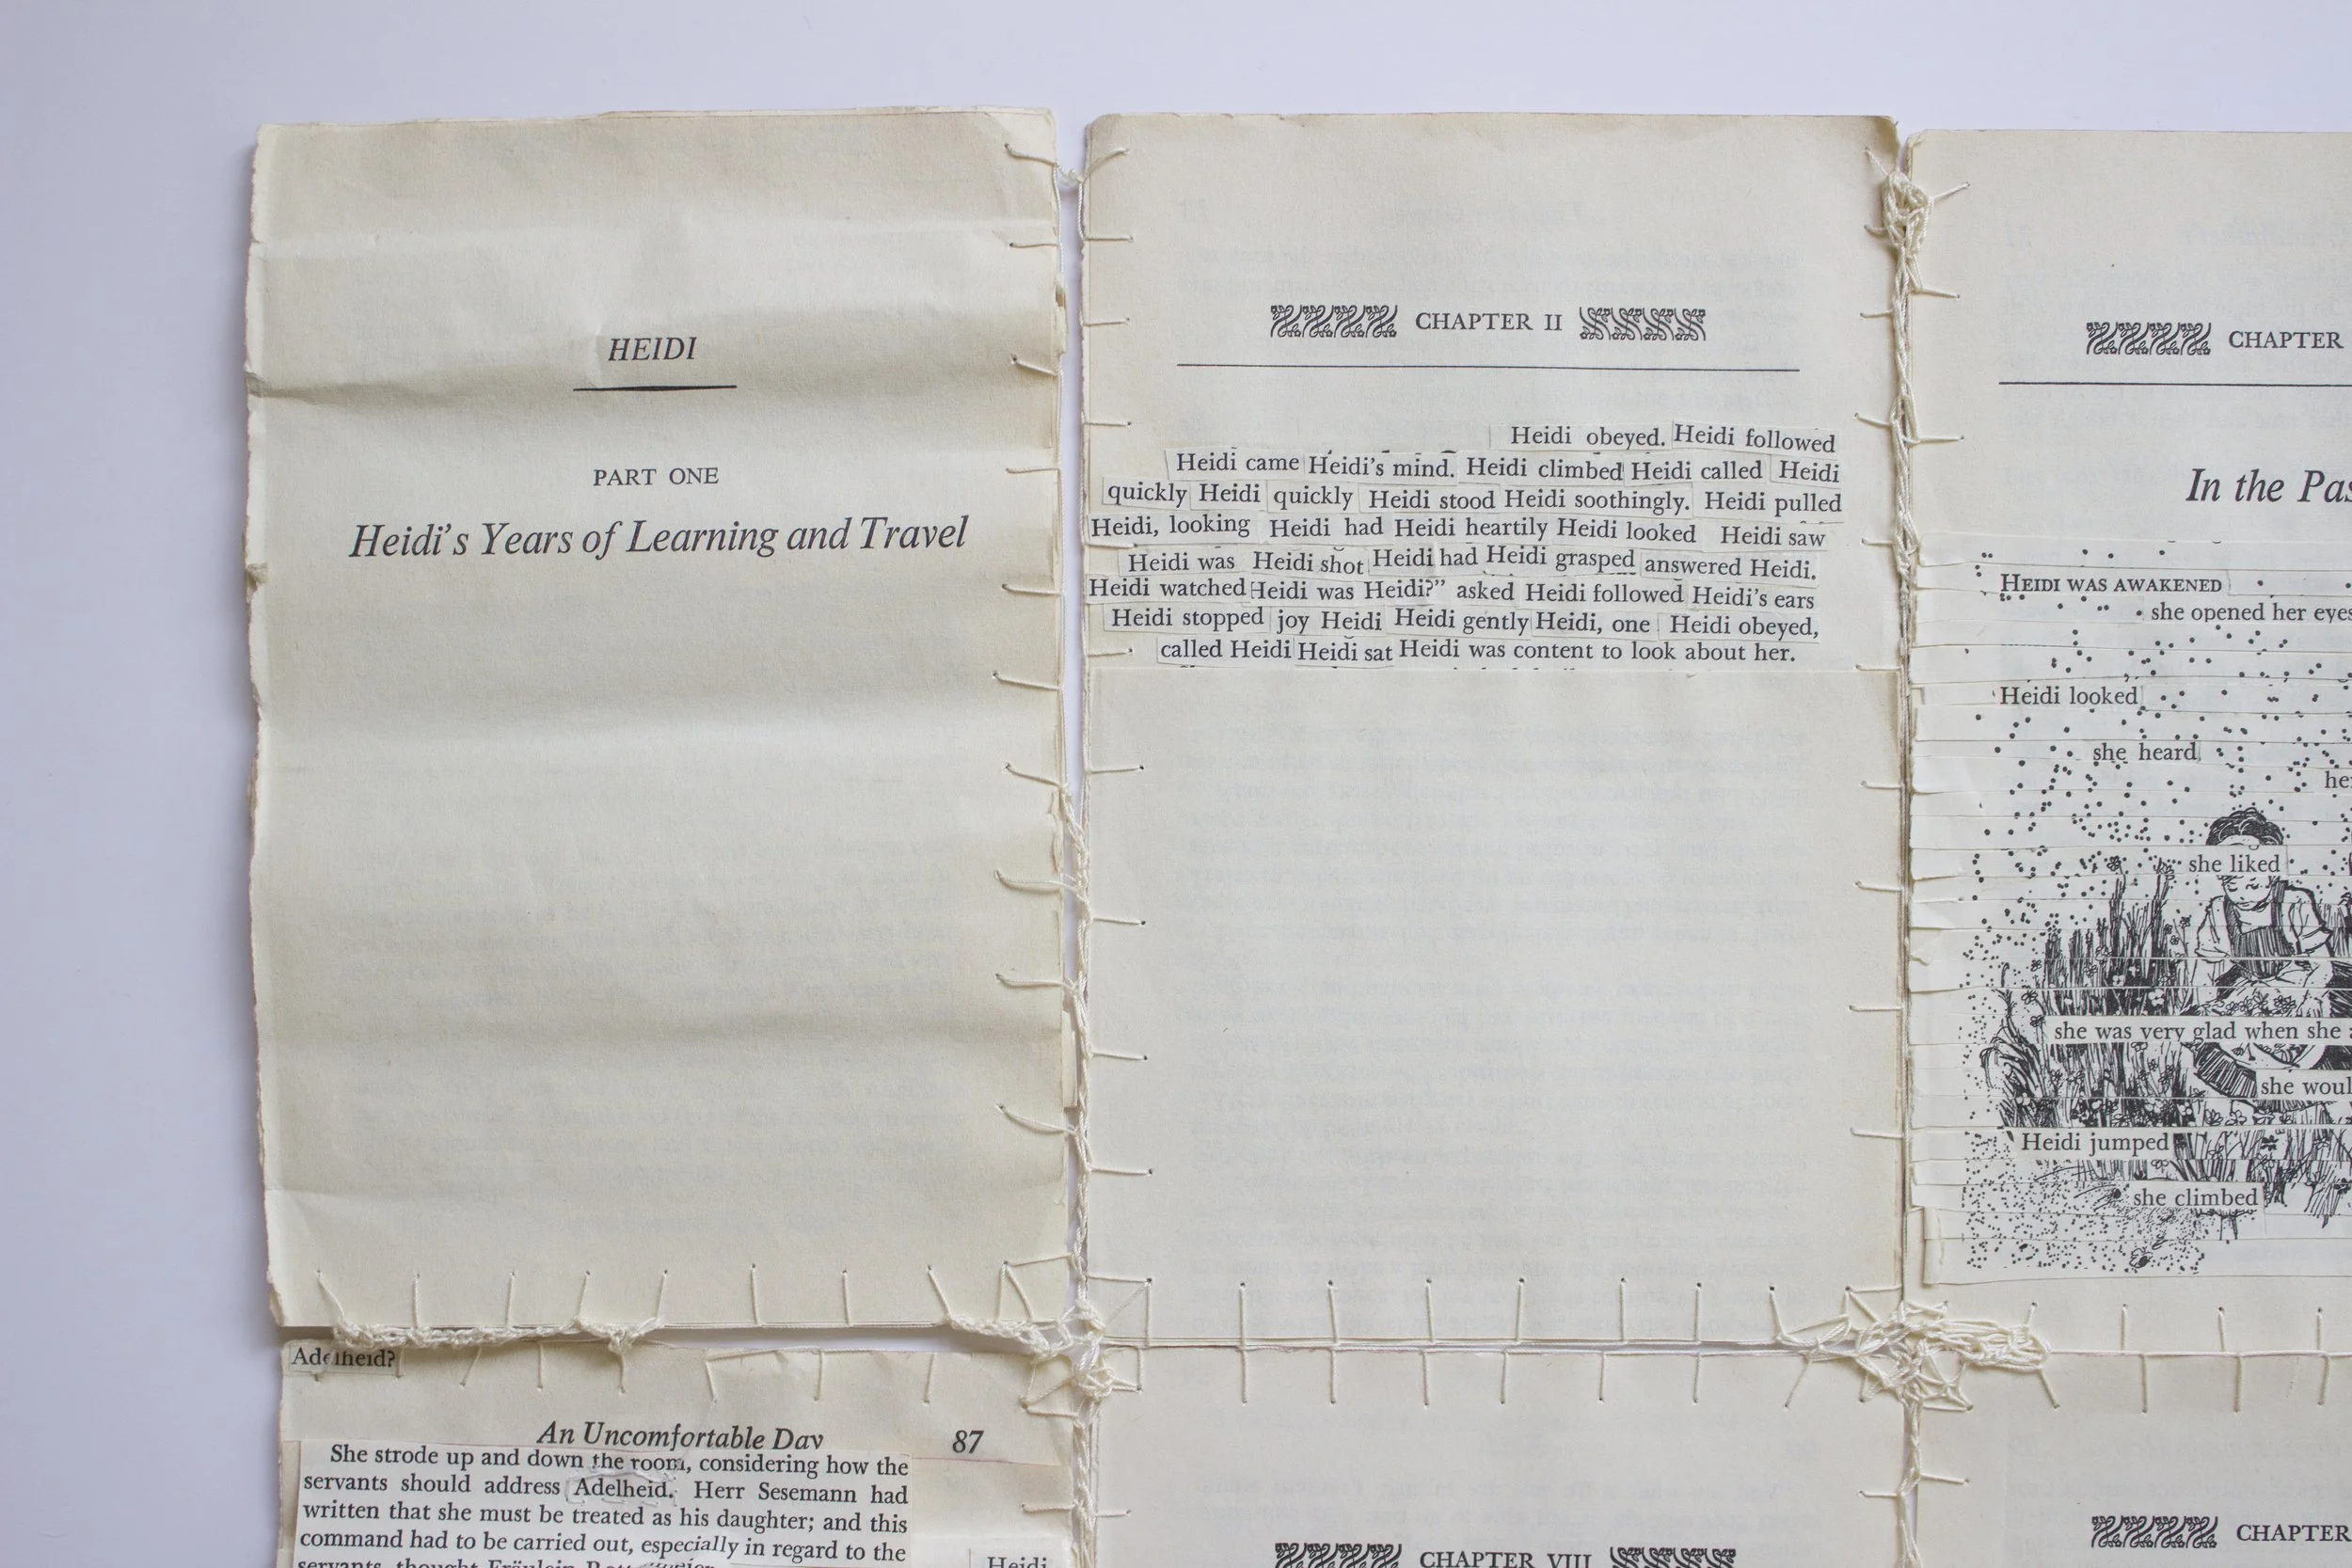 HEIDI
PART ONE
Heidi's Years of Learning and Travel
CHAPTER II
Heidi obeyed. Heidi followed
Heidi came Heidi's mind. Heidi climbed Heidi called Heidi
quickly Heidi quickly Heidi stood Heidi soothingly. Heidi pulled
Heidi, looking Heidi had Heidi heartily Heidi looked Heidi saw
Heidi was Heidi shot Heidi had Heidi grasped answered Heidi.
Heidi watched Heidi was Heidi?" asked Heidi followed Heidi's ears
Heidi stopped joy Heidi Heidi gently Heidi, one Heidi obeyed,
called Heidi Heidi sat Heidi was content to look about her.
CHAPTER
In the
HEIDI WAS AWAKENED
she opened her eyes
Heidi looked
she heard
she liked
she was very glad when she
she
Heidi jumped
she climbed
Adelheid?
An Uncomfortable Day 87
She strode up and down the room, considering how the
servants should address Adelheid. Herr Sesemann had
written that she must be treated as his daughter; and this
command had to be carried out, especially in regard to the
servants, thought Fräulein
Heidi
CHAPTER VIII
CHAPTER